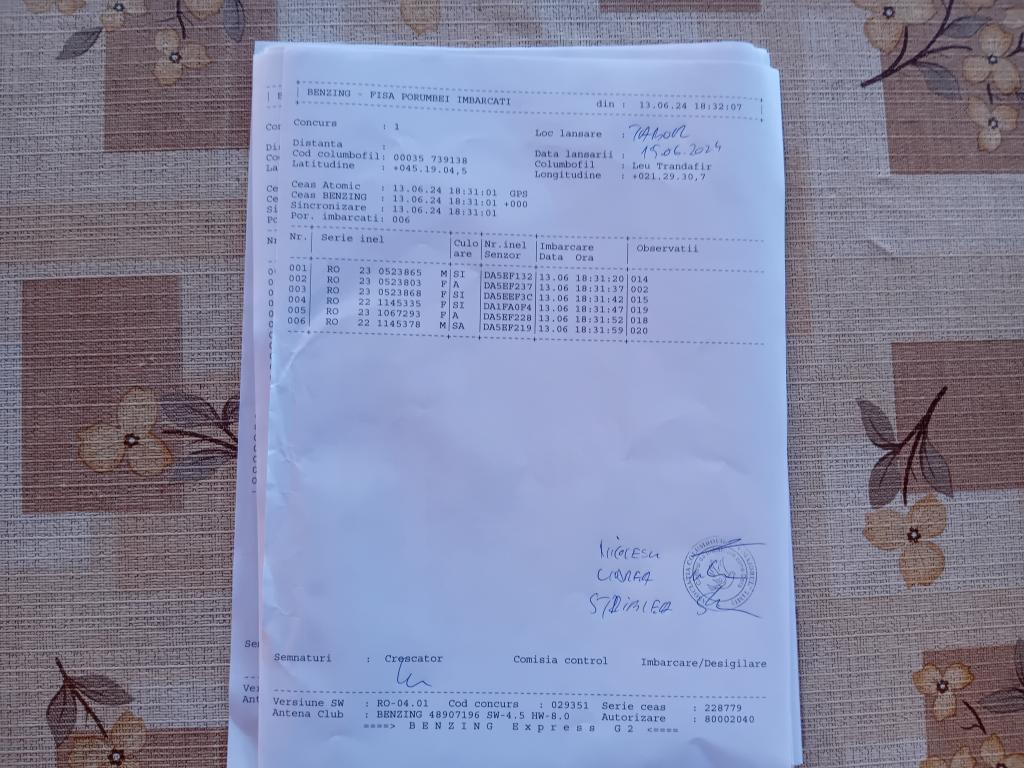 BENZING - FISA PORUMBEI IMBARCATI din : 13.06.24 18:32:07
Concurs : 1 Loc lansare : TABOR
Distanta : Data lansarii : 15.06.2024
Cod columbofil: 00035 739138 Columbofil : Leu Trandafir
Latitudine : +045.19.04,5 Longitudine : +021.29.30,7
Ceas Atomic : 13.06.24 18:31:01 GPS
Ceas BENZING : 13.06.24 18:31:01 +000
Sincronizare : 13.06.24 18:31:01
Por. imbarcati: 006
Nr. Serie inel Culo Nr.inel Imbarcare Observatii
are Senzor Data Ora
001 RO 23 0523865 M SI DA5EF132 13.06 18:31:20 014
002 RO 23 0523803 F A DA5EF237 13.06 18:31:37 002
003 RO 23 0523868 F SI DA5EEF3C 13.06 18:31:42 015
004 RO 22 1145335 F SI DA1FA0F4 13.06 18:31:47 019
005 RO 23 1067293 F A DA5EF228 13.06 18:31:52 018
006 RO 22 1145378 M SA DA5EF219 13.06 18:31:59 020
Semnaturi : Crescator Comisia control Imbarcare/Desigilare
Versiune SW : RO-04.01 Cod concurs : 029351 Serie ceas : 228779
Antena Club : BENZING 48907196 SW-4.5 HW-8.0 Autorizare : 80002040
====> B E N Z I N G E x p r e s s G 2 <====